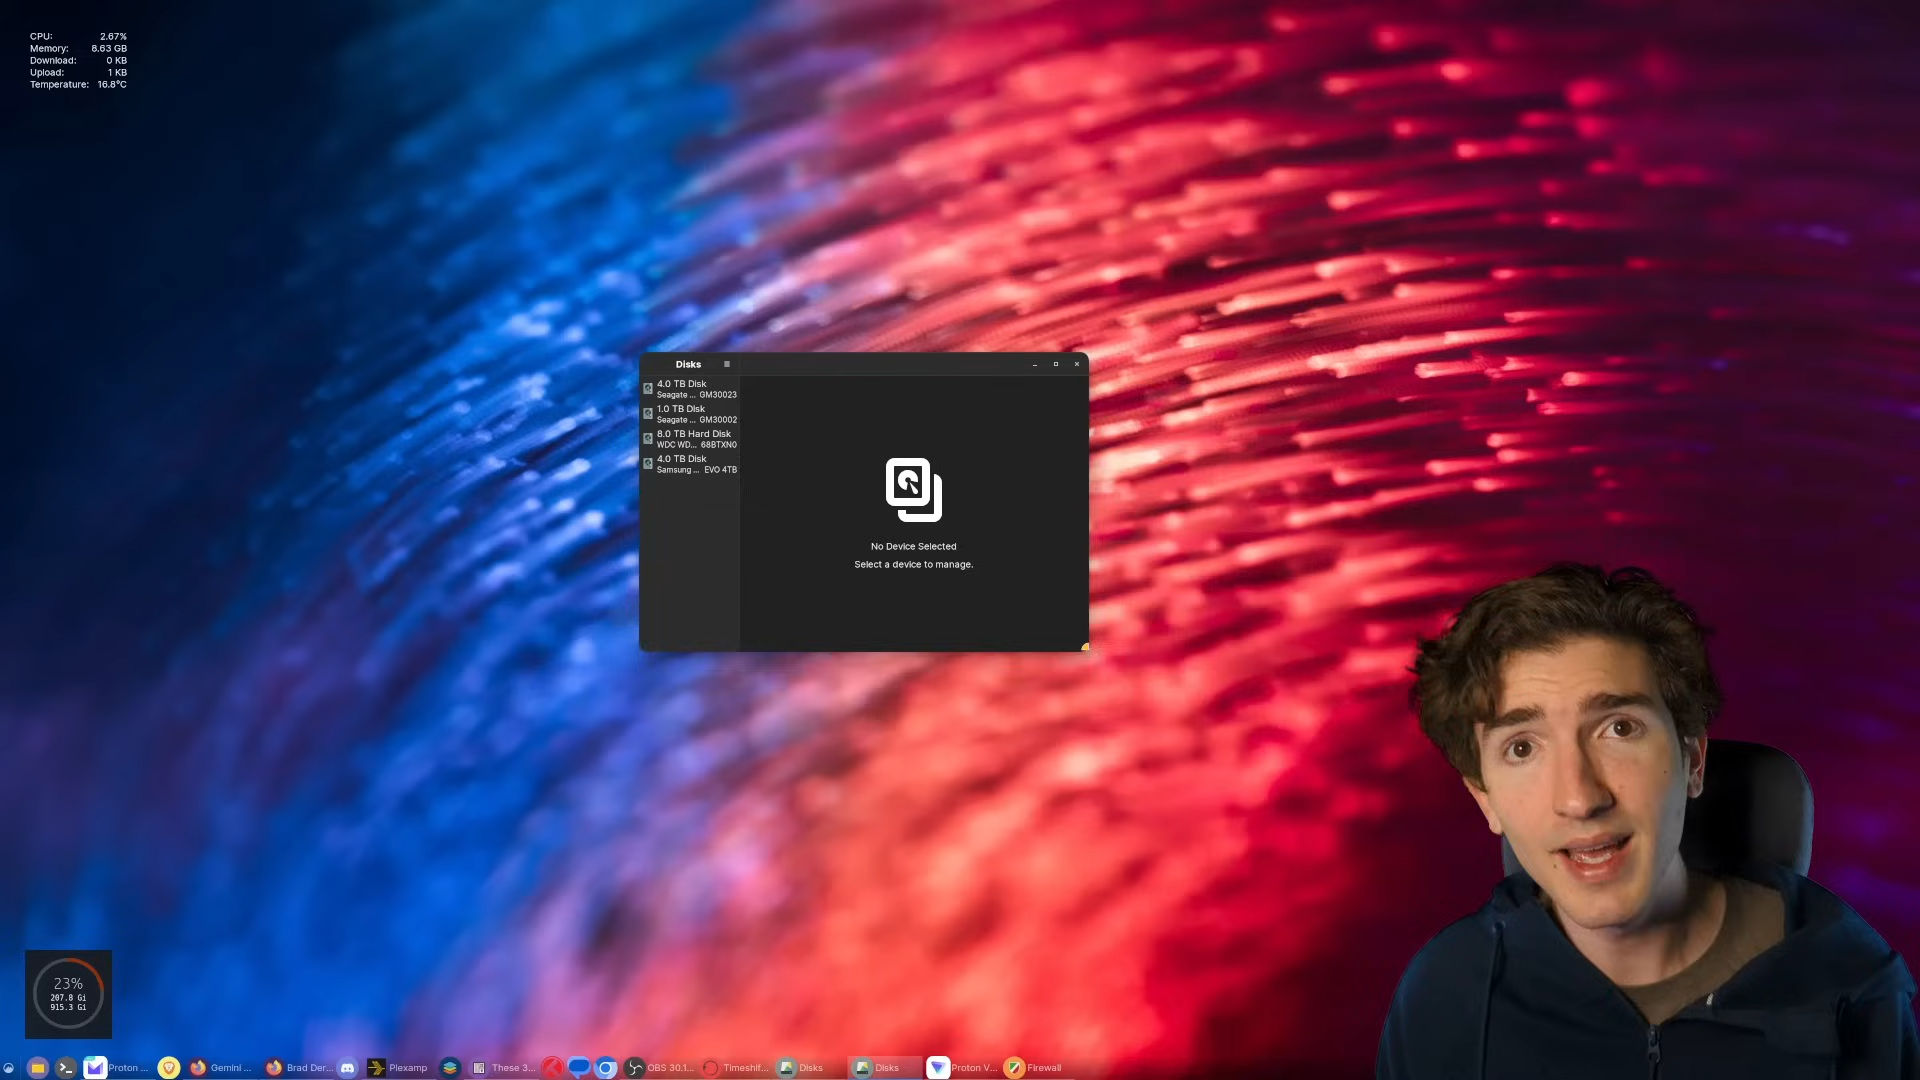 CPU: 2.67%
Memory: 8.63 GB
Download: 0 KB
Upload: 1 KB
Temperature: 16.8°C
Disks
4.0 TB Disk
Seagate ... GM30023
1.0 TB Disk
Seagate ... GM30002
8.0 TB Hard Disk
WDC WD... 68BTXN0
4.0 TB Disk
Samsung ... EVO 4TB
No Device Selected
Select a device to manage.
23%
207.8 Gi
915.3 Gi
Proton ... Gemini ... Brad Der... Plexamp These 3... OBS 30.1... Timeshif... Disks Disks Proton V... Firewall